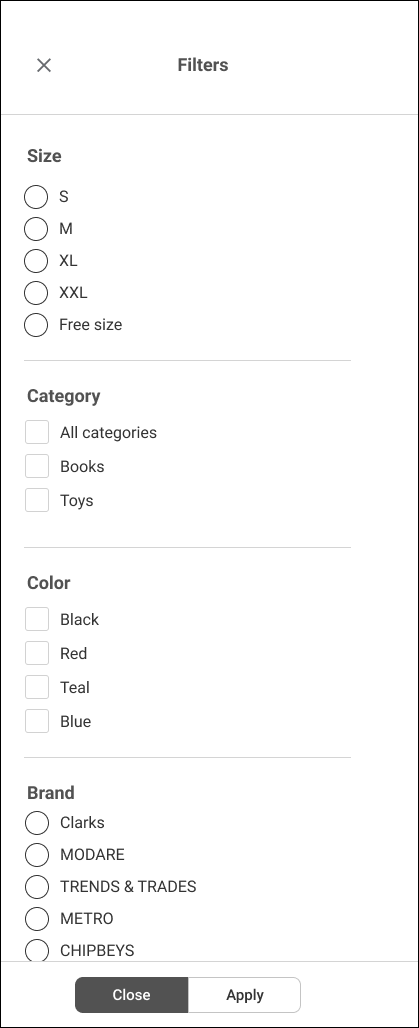 Filters
Size
S
M
XL
XXL
Free size
Category
All categories
Books
Toys
Color
Black
Red
Teal
Blue
Brand
Clarks
MODARE
TRENDS & TRADES
METRO
CHIPBEYS
Close
Apply